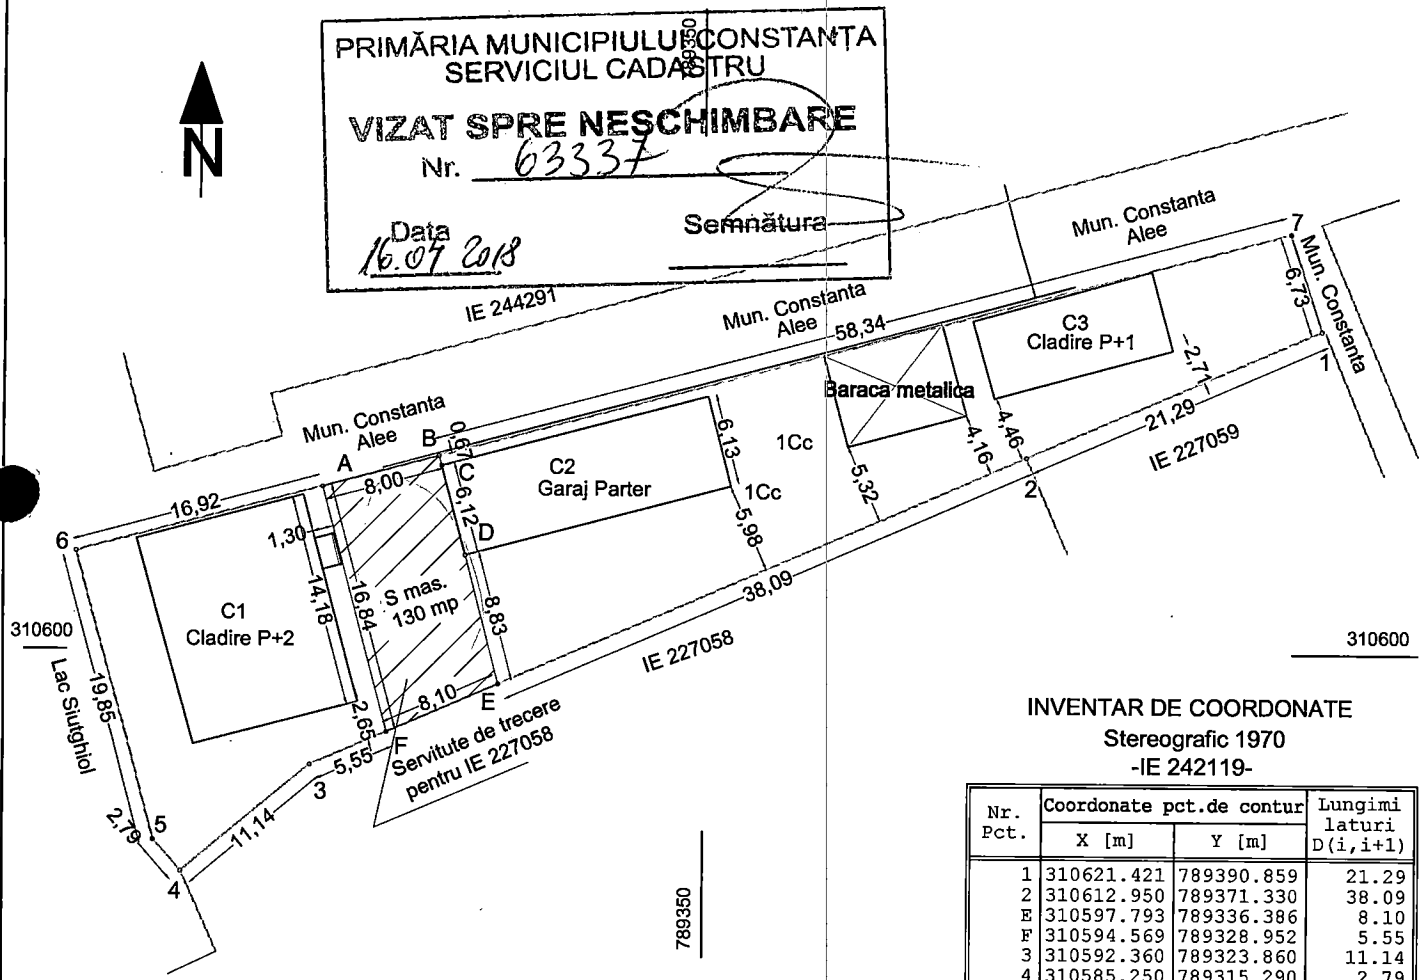 PRIMĂRIA MUNICIPIULUI CONSTANȚA
SERVICIUL CADASTRU
VIZAT SPRE NESCHIMBARE
Nr. 63337
Data
16.04 2018
Semnătura
789350
N
IE 244291
Mun. Constanta
Alee
Mun. Constanta
Alee
Mun. Constanta
Alee
Mun. Constanta
7
6,73
1
58,34
C3
Cladire P+1
2,71
Baraca metalica
4,46
4,16
21,29
IE 227059
2
5,32
1Cc
1Cc
6,13
5,98
C2
Garaj Parter
B
0,67
C
6,12
D
A
8,00
16,92
6
1,30
14,18
16,84
S mas.
130 mp
8,83
C1
Cladire P+2
38,09
IE 227058
310600
310600
Lac Siutghiol
19,85
2,65
8,10
E
F
Servitute de trecere
pentru IE 227058
5,55
3
11,14
2,79
5
4
789350
INVENTAR DE COORDONATE
Stereografic 1970
-IE 242119-
Nr. Pct. Coordonate pct.de contur Lungimi laturi D(i,i+1)
X [m] Y [m]
1 310621.421 789390.859 21.29
2 310612.950 789371.330 38.09
E 310597.793 789336.386 8.10
F 310594.569 789328.952 5.55
3 310592.360 789323.860 11.14
4 310585.250 789315.290 2.79